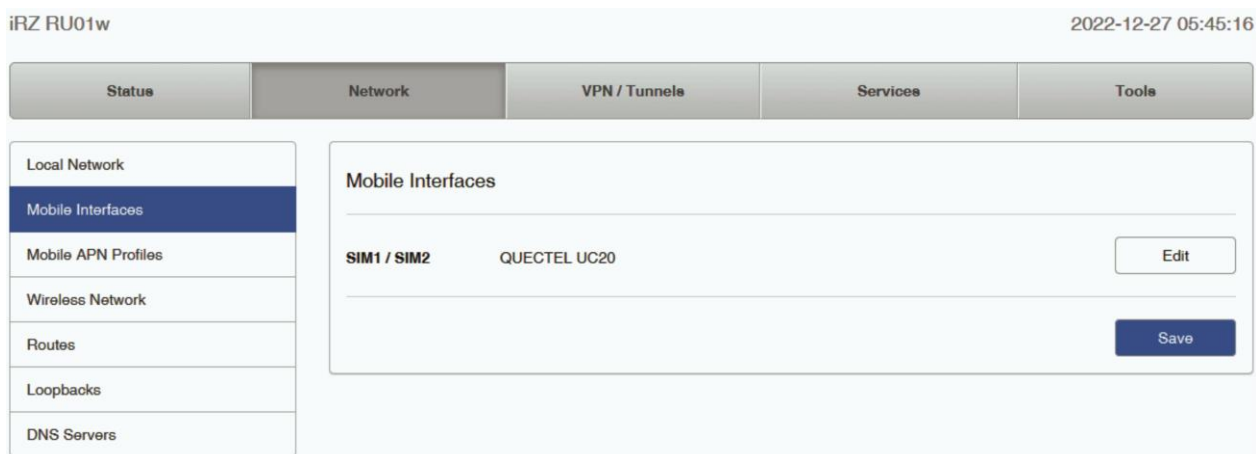 iRZ RU01w 2022-12-27 05:45:16
Status Network VPN / Tunnels Services Tools
Local Network
Mobile Interfaces
Mobile APN Profiles
Wireless Network
Routes
Loopbacks
DNS Servers
Mobile Interfaces
SIM1 / SIM2 QUECTEL UC20 Edit
Save